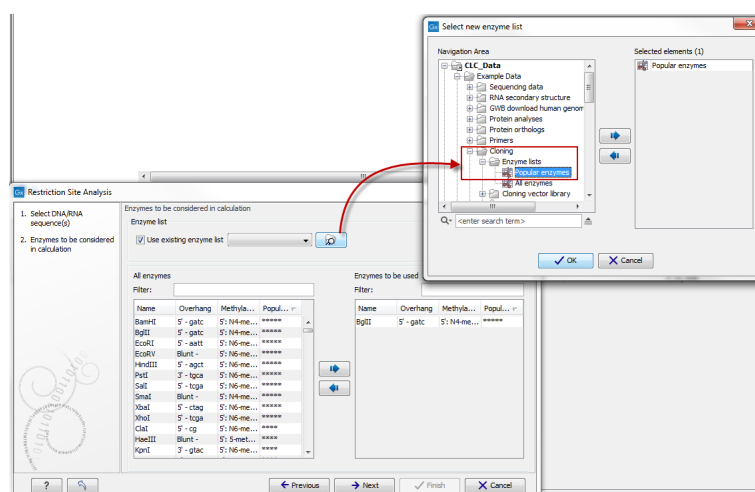 Gx Select new enzyme list
Navigation Area
Selected elements (1)
CLC_Data
Example Data
Sequencing data
RNA secondary structure
GWB download human genom
Protein analyses
Protein orthologs
Primers
Cloning
Enzyme lists
Popular enzymes
All enzymes
Cloning vector library
Popular enzymes
<enter search term>
OK Cancel
Gx Restriction Site Analysis
1. Select DNA/RNA
sequence(s)
2. Enzymes to be considered
in calculation
Enzymes to be considered in calculation
Enzyme list
Use existing enzyme list
All enzymes
Filter:
Name Overhang Methyla... Popul...
BamHI 5' - gatc 5': N4-me... *****
BglII 5' - gatc 5': N4-me... *****
EcoRI 5' - aatt 5': N6-me... *****
EcoRV Blunt - 5': N6-me... *****
HindIII 5' - agct 5': N6-me... *****
PstI 3' - tgca 5': N6-me... *****
SalI 5' - tcga 5': N6-me... *****
SmaI Blunt - 5': N4-me... *****
XbaI 5' - ctag 5': N6-me... *****
XhoI 5' - tcga 5': N6-me... *****
ClaI 5' - cg 5': N6-me... ****
HaeIII Blunt - 5': 5-met... ****
KpnI 3' - gtac 5': N6-me... ****
Enzymes to be used
Filter:
Name Overhang Methyla... Popul...
BglII 5' - gatc 5': N4-me... *****
? Previous Next Finish Cancel